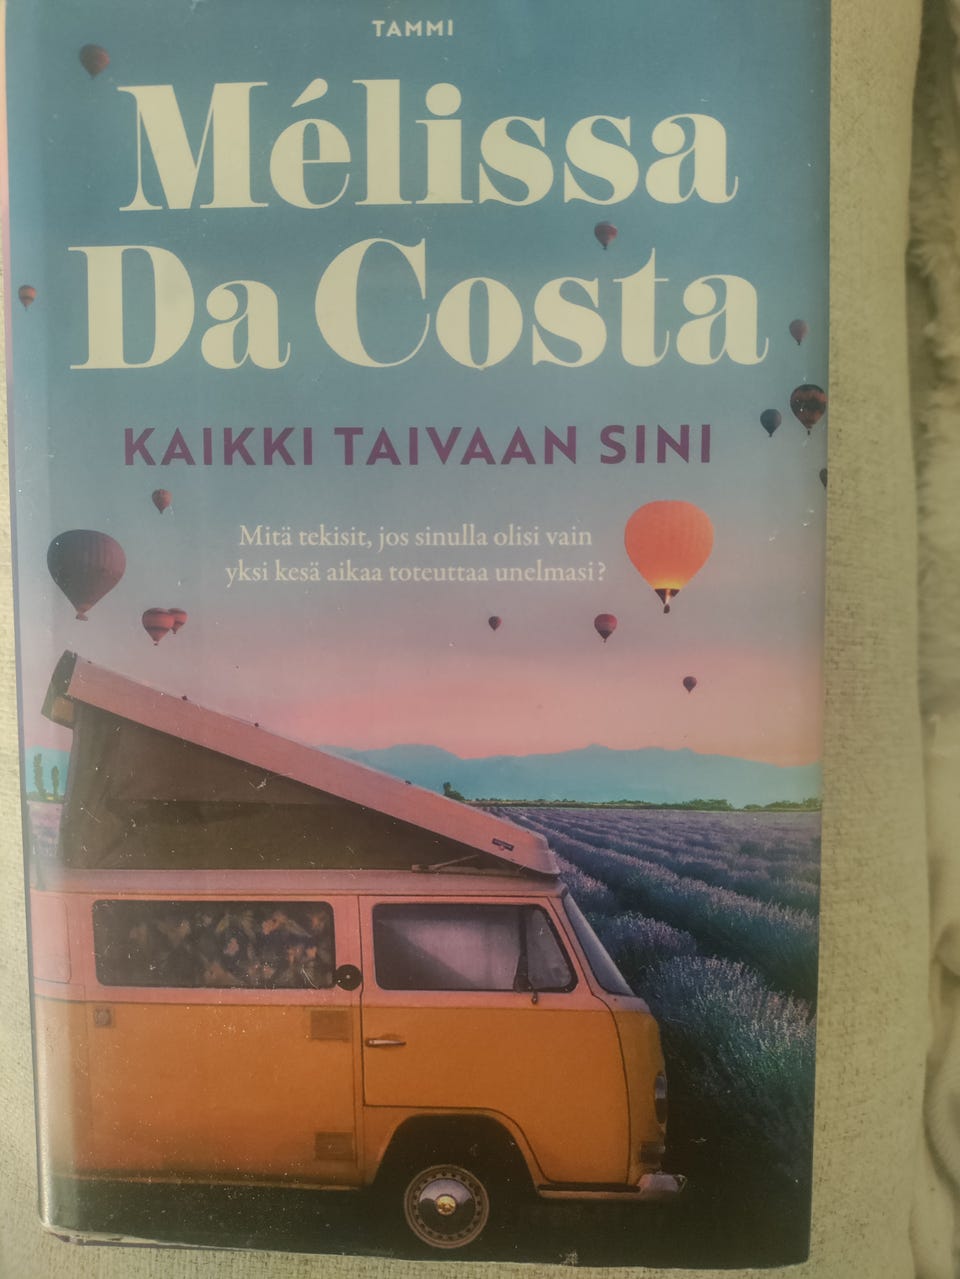 TAMMI
Mélissa
Da Costa
KAIKKI TAIVAAN SINI
Mitä tekisit, jos sinulla olisi vain
yksi kesä aikaa toteuttaa unelmasi?